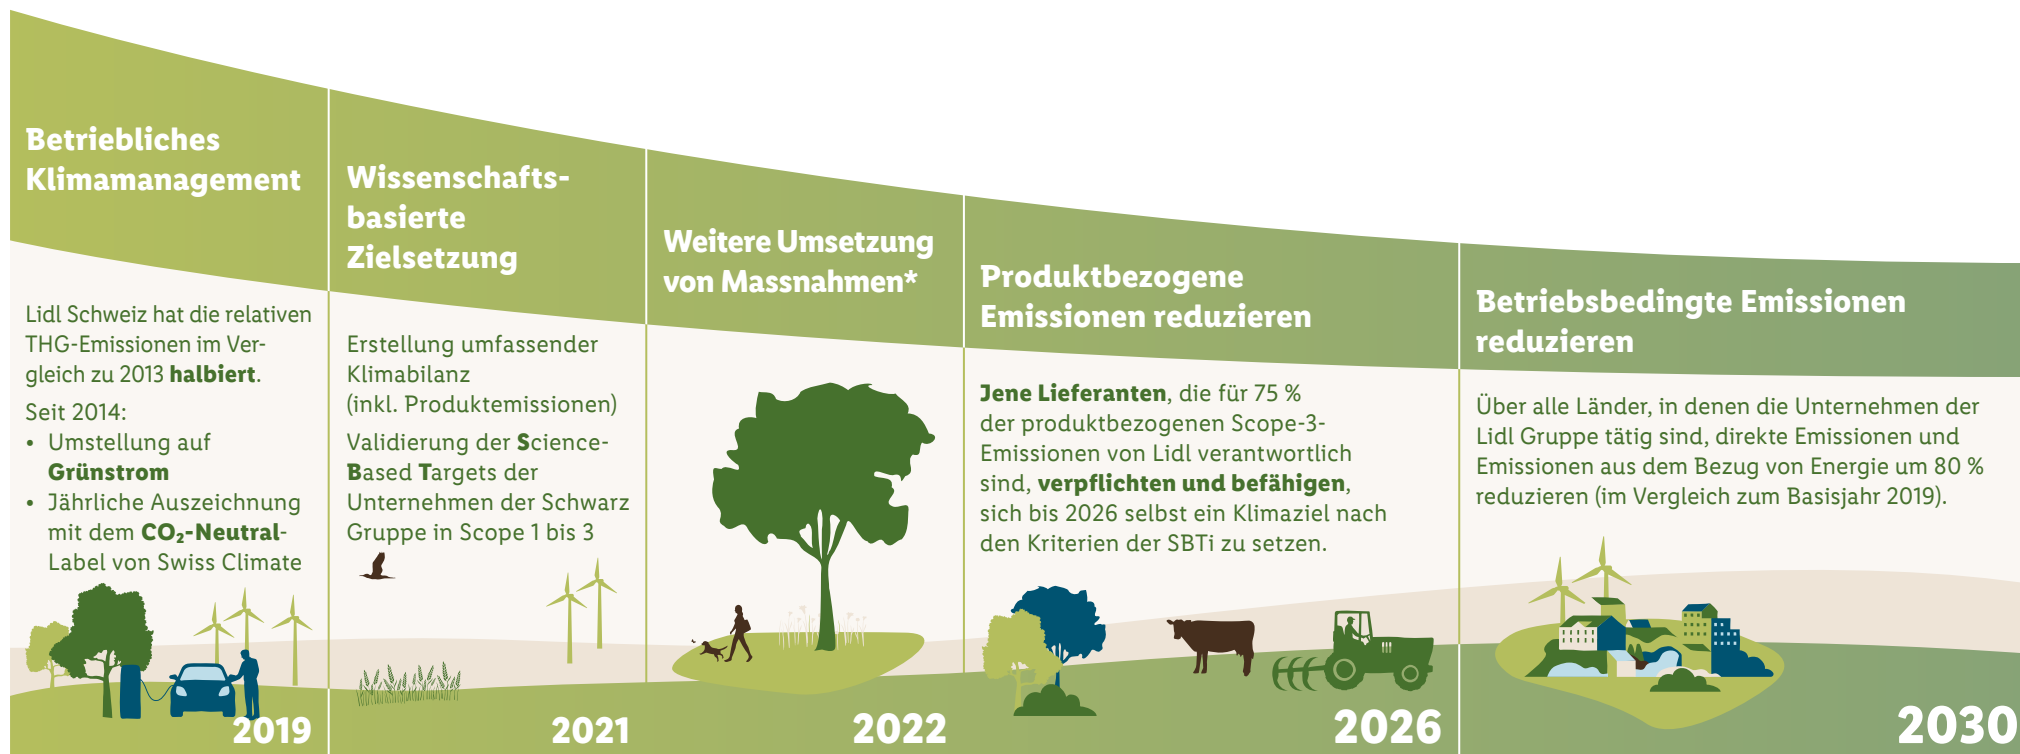 Betriebliches
Klimamanagement
Lidl Schweiz hat die relativen
THG-Emissionen im Ver-
gleich zu 2013 halbiert.
Seit 2014:
• Umstellung auf
Grünstrom
• Jährliche Auszeichnung
mit dem CO₂-Neutral-
Label von Swiss Climate
2019
Wissenschafts-
basierte
Zielsetzung
Erstellung umfassender
Klimabilanz
(inkl. Produktemissionen)
Validierung der Science-
Based Targets der
Unternehmen der Schwarz
Gruppe in Scope 1 bis 3
2021
Weitere Umsetzung
von Massnahmen*
2022
Produktbezogene
Emissionen reduzieren
Jene Lieferanten, die für 75 %
der produktbezogenen Scope-3-
Emissionen von Lidl verantwortlich
sind, verpflichten und befähigen,
sich bis 2026 selbst ein Klimaziel nach
den Kriterien der SBTi zu setzen.
2026
Betriebsbedingte Emissionen
reduzieren
Über alle Länder, in denen die Unternehmen der
Lidl Gruppe tätig sind, direkte Emissionen und
Emissionen aus dem Bezug von Energie um 80 %
reduzieren (im Vergleich zum Basisjahr 2019).
2030